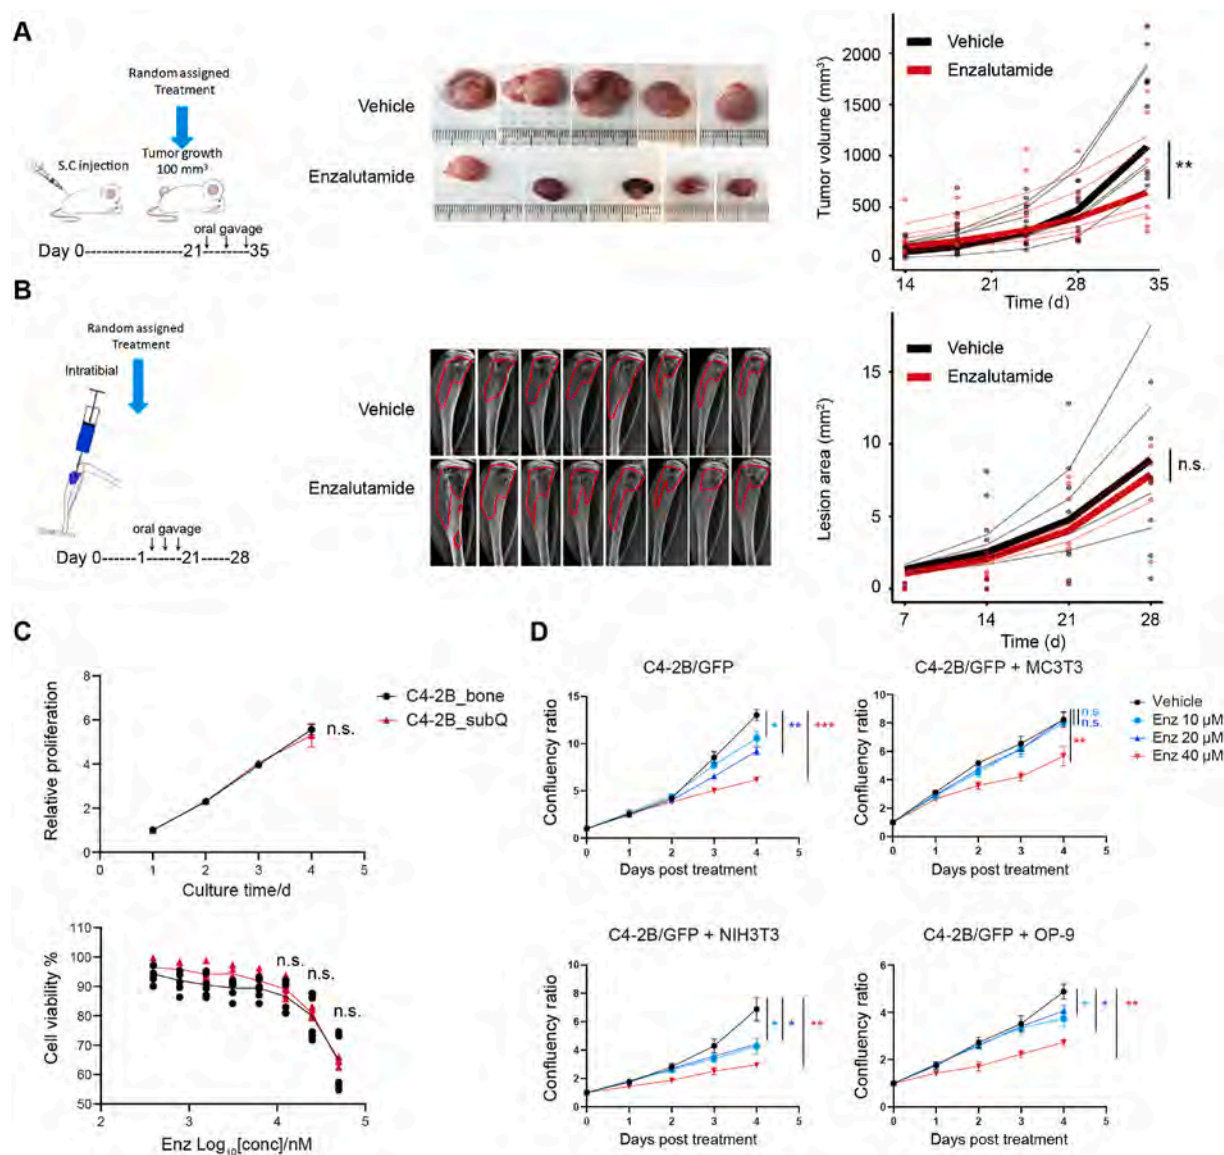 A
Random assigned
Treatment
S.C injection
Tumor growth
100 mm³
oral gavage
Day 0----------------21-----------35
Vehicle
Enzalutamide
Tumor volume (mm³)
2000
1500
1000
500
0
Vehicle
Enzalutamide
**
14
21
28
35
Time (d)
B
Random assigned
Treatment
Intratibial
oral gavage
Day 0------1------21------28
Vehicle
Enzalutamide
Lesion area (mm²)
15
10
5
0
Vehicle
Enzalutamide
n.s.
7
14
21
28
Time (d)
C
Relative proliferation
8
6
4
2
0
C4-2B_bone
C4-2B_subQ
n.s.
0
1
2
3
4
5
Culture time/d
Cell viability %
110
100
90
80
70
60
50
n.s.
n.s.
n.s.
2
3
4
5
Enz Log₁₀[conc]/nM
D
C4-2B/GFP
Confluency ratio
15
10
5
0
*
**
***
0
1
2
3
4
5
Days post treatment
C4-2B/GFP + MC3T3
Confluency ratio
10
8
6
4
2
0
n.s.
n.s.
**
0
1
2
3
4
5
Days post treatment
Vehicle
Enz 10 µM
Enz 20 µM
Enz 40 µM
C4-2B/GFP + NIH3T3
Confluency ratio
10
8
6
4
2
0
*
*
**
0
1
2
3
4
5
Days post treatment
C4-2B/GFP + OP-9
Confluency ratio
6
4
2
0
*
*
**
0
1
2
3
4
5
Days post treatment